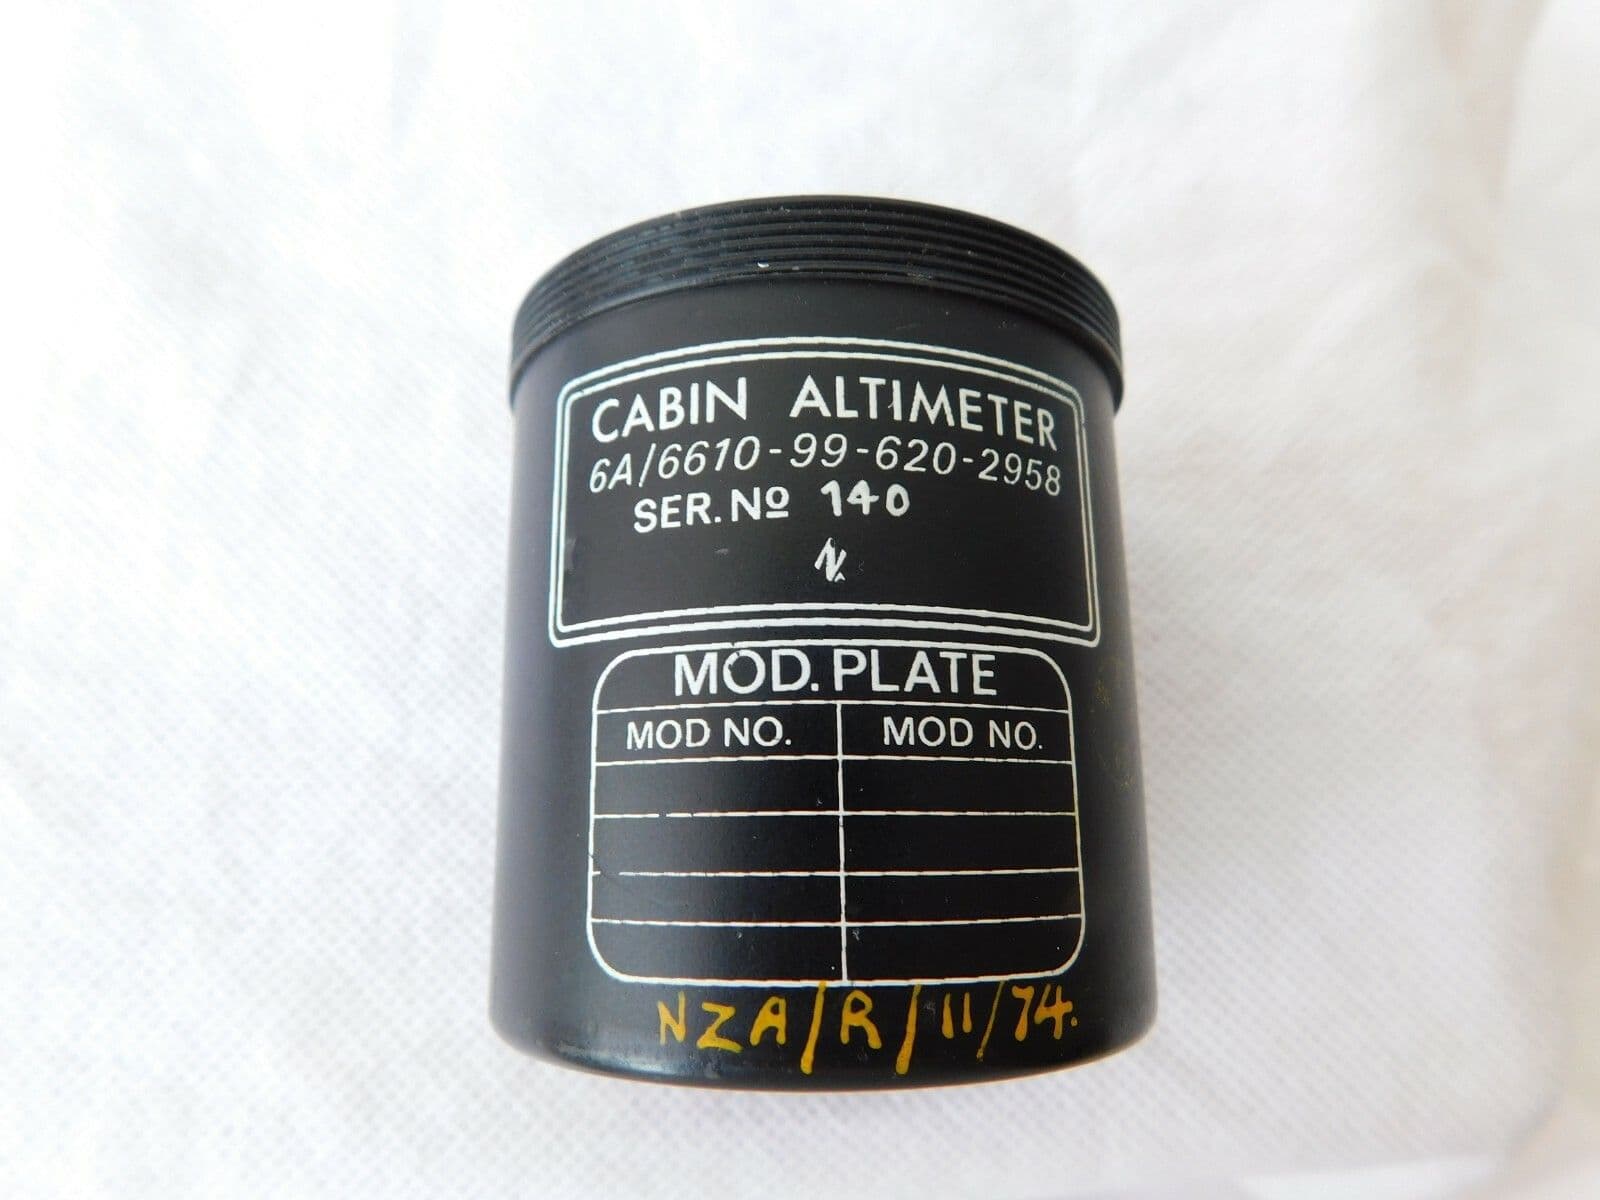 CABIN ALTIMETER
6A/6610-99-620-2958
SER. Nº 140
N.
MOD. PLATE
MOD NO. MOD NO.
NZA/R/11/74.